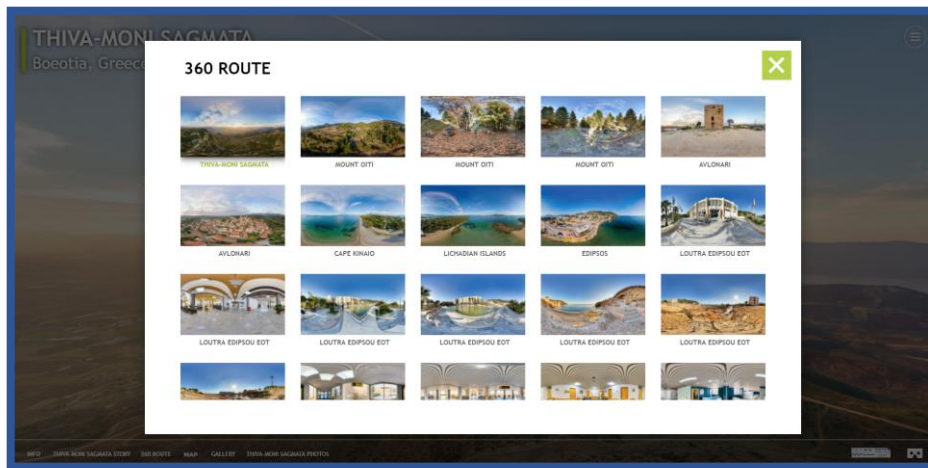 THIVA-MONI SAGMATA
Boeotia, Greece
360 ROUTE
THIVA-MONI SAGMATA
MOUNT OITI
MOUNT OITI
MOUNT OITI
AVLONARI
AVLONARI
CAPE KINAIO
LICHADIAN ISLANDS
EDIPSOS
LOUTRA EDIPSOU EOT
LOUTRA EDIPSOU EOT
LOUTRA EDIPSOU EOT
LOUTRA EDIPSOU EOT
LOUTRA EDIPSOU EOT
LOUTRA EDIPSOU EOT
INFO THIVA-MONI SAGMATA STORY 360 ROUTE MAP GALLERY THIVA-MONI SAGMATA PHOTOS